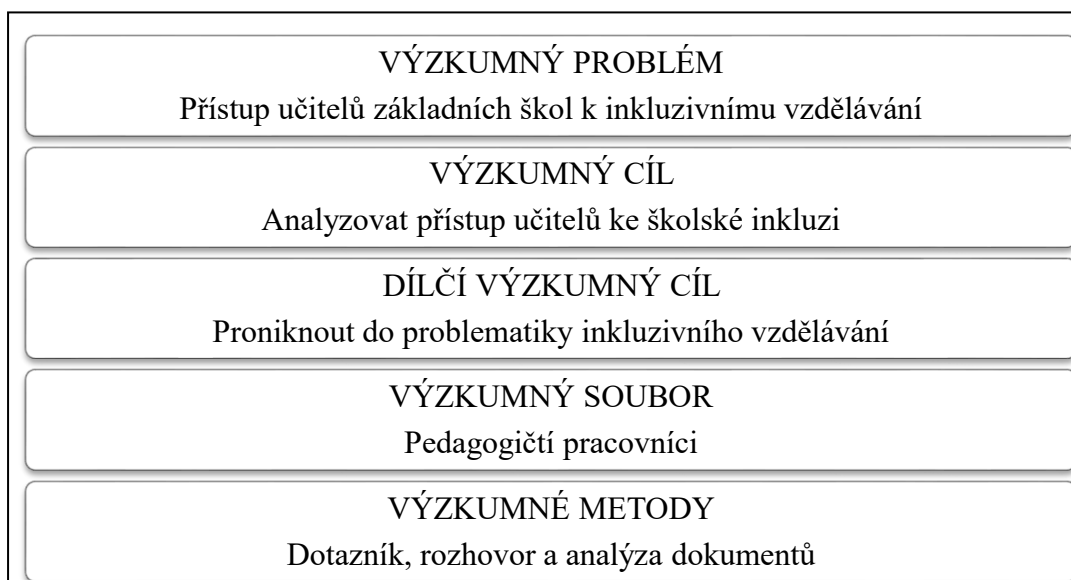 VÝZKUMNÝ PROBLÉM
Přístup učitelů základních škol k inkluzivnímu vzdělávání
VÝZKUMNÝ CÍL
Analyzovat přístup učitelů ke školské inkluzi
DÍLČÍ VÝZKUMNÝ CÍL
Proniknout do problematiky inkluzivního vzdělávání
VÝZKUMNÝ SOUBOR
Pedagogičtí pracovníci
VÝZKUMNÉ METODY
Dotazník, rozhovor a analýza dokumentů